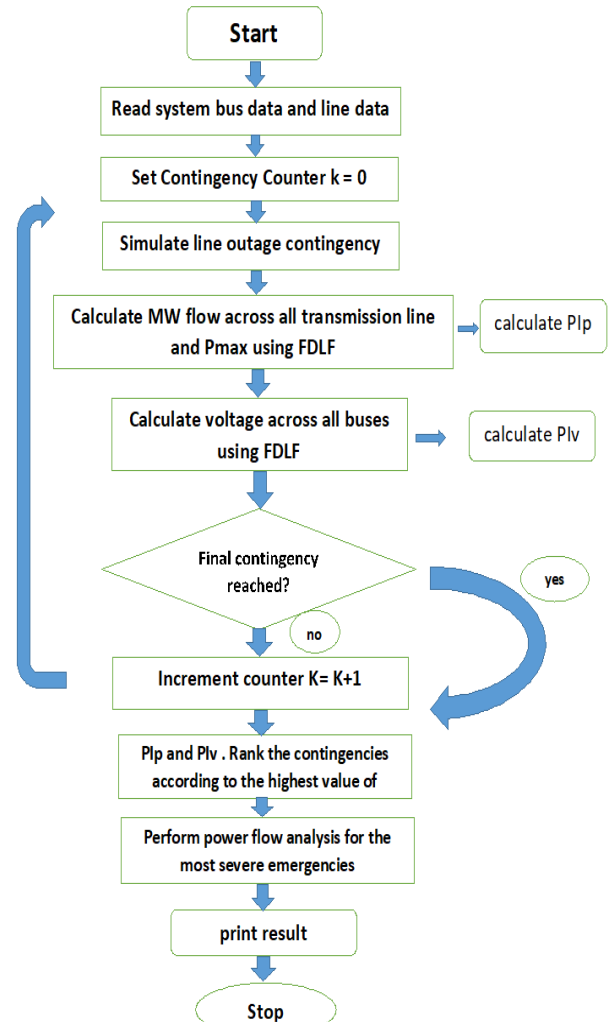 Start
Read system bus data and line data
Set Contingency Counter k = 0
Simulate line outage contingency
Calculate MW flow across all transmission line
and Pmax using FDLF
calculate PIp
Calculate voltage across all buses
using FDLF
calculate PIv
Final contingency
reached?
yes
no
Increment counter K= K+1
PIp and PIv . Rank the contingencies
according to the highest value of
Perform power flow analysis for the
most severe emergencies
print result
Stop